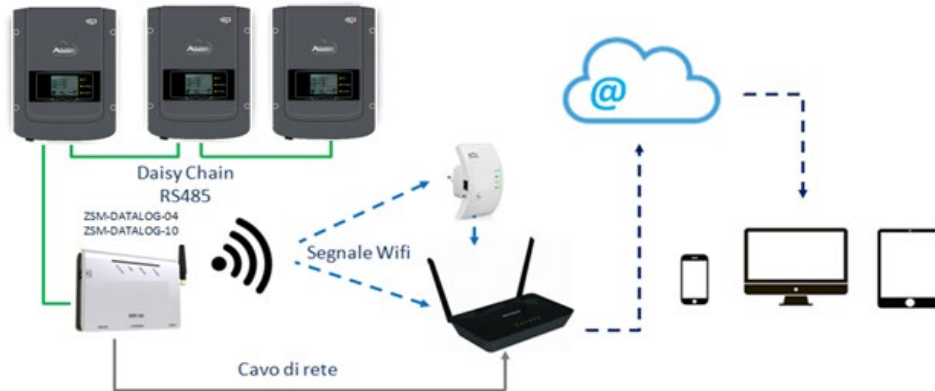 Daisy Chain
RS485
ZSM-DATALOG-04
ZSM-DATALOG-10
@
Segnale Wifi
Cavo di rete